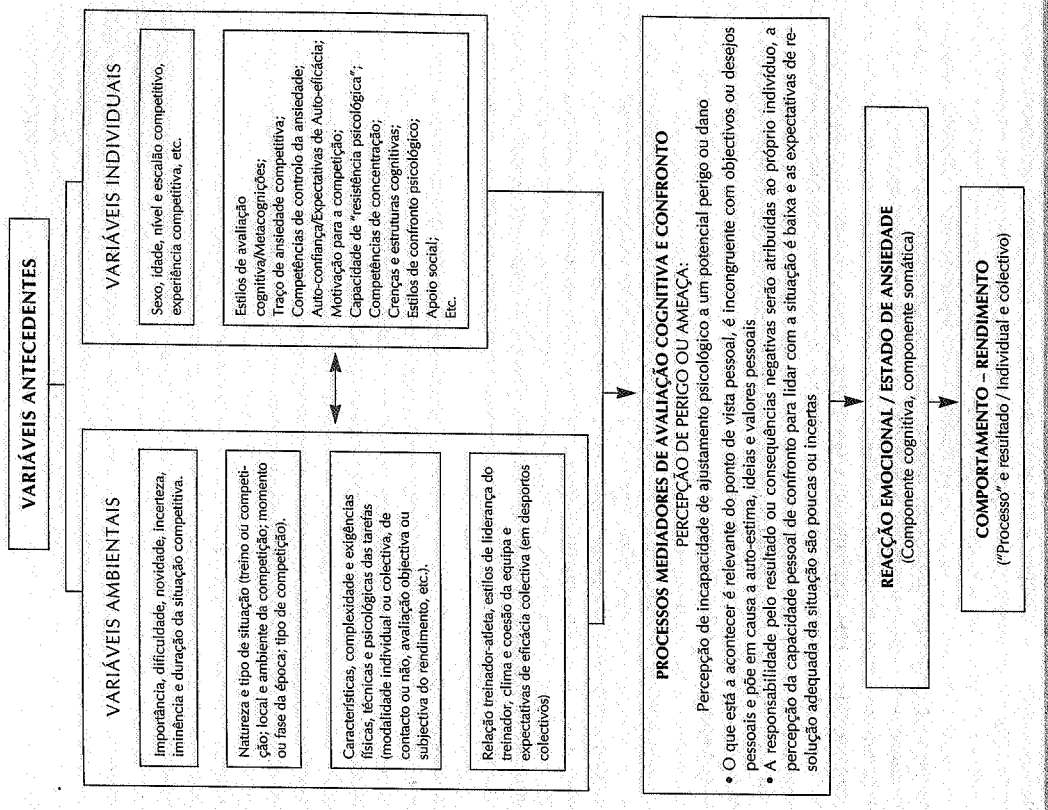 VARIÁVEIS ANTECEDENTES
VARIÁVEIS AMBIENTAIS
Importância, dificuldade, novidade, incerteza,
iminência e duração da situação competitiva.
Natureza e tipo de situação (treino ou competi-
ção; local e ambiente da competição; momento
ou fase da época; tipo de competição).
Características, complexidade e exigências
físicas, técnicas e psicológicas das tarefas
(modalidade individual ou colectiva, de
contacto ou não, avaliação objectiva ou
subjectiva do rendimento, etc.).
Relação treinador-atleta, estilos de liderança do
treinador, clima e coesão da equipa e
expectativas de eficácia colectiva (em desportos
colectivos)
VARIÁVEIS INDIVIDUAIS
Sexo, idade, nível e escalão competitivo,
experiência competitiva, etc.
Estilos de avaliação
cognitiva/Metacognições;
Traço de ansiedade competitiva;
Competências de controlo da ansiedade;
Auto-confiança/Expectativas de Auto-eficácia;
Motivação para a competição;
Capacidade de "resistência psicológica";
Competências de concentração;
Crenças e estruturas cognitivas;
Estilos de confronto psicológico;
Apoio social;
Etc.
PROCESSOS MEDIADORES DE AVALIAÇÃO COGNITIVA E CONFRONTO
PERCEPÇÃO DE PERIGO OU AMEAÇA:
Percepção de incapacidade de ajustamento psicológico a um potencial perigo ou dano
• O que está a acontecer é relevante do ponto de vista pessoal, é incongruente com objectivos ou desejos
pessoais e põe em causa a auto-estima, ideias e valores pessoais
• A responsabilidade pelo resultado ou consequências negativas serão atribuídas ao próprio indivíduo, a
percepção da capacidade pessoal de confronto para lidar com a situação é baixa e as expectativas de re-
solução adequada da situação são poucas ou incertas
REACÇÃO EMOCIONAL / ESTADO DE ANSIEDADE
(Componente cognitiva, componente somática)
COMPORTAMENTO – RENDIMENTO
("Processo" e resultado / Individual e colectivo)